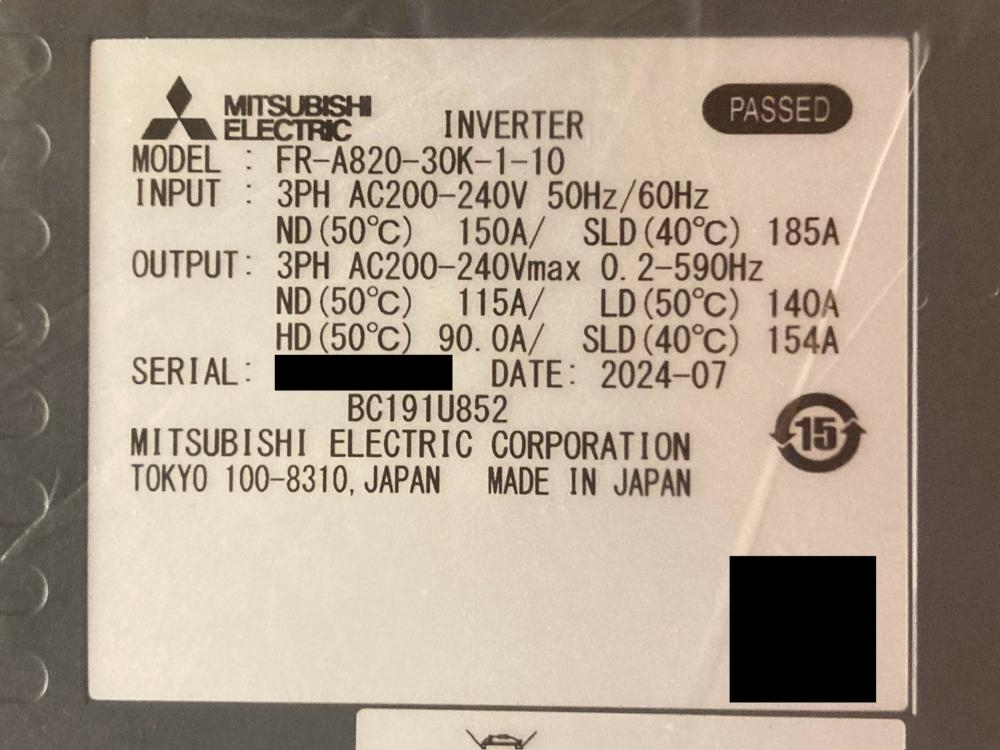 MITSUBISHI
ELECTRIC
INVERTER
PASSED
MODEL : FR-A820-30K-1-10
INPUT : 3PH AC200-240V 50Hz/60Hz
ND(50℃) 150A/ SLD(40℃) 185A
OUTPUT: 3PH AC200-240Vmax 0.2-590Hz
ND(50℃) 115A/ LD(50℃) 140A
HD(50℃) 90.0A/ SLD(40℃) 154A
SERIAL: DATE: 2024-07
BC191U852
15
MITSUBISHI ELECTRIC CORPORATION
TOKYO 100-8310, JAPAN MADE IN JAPAN